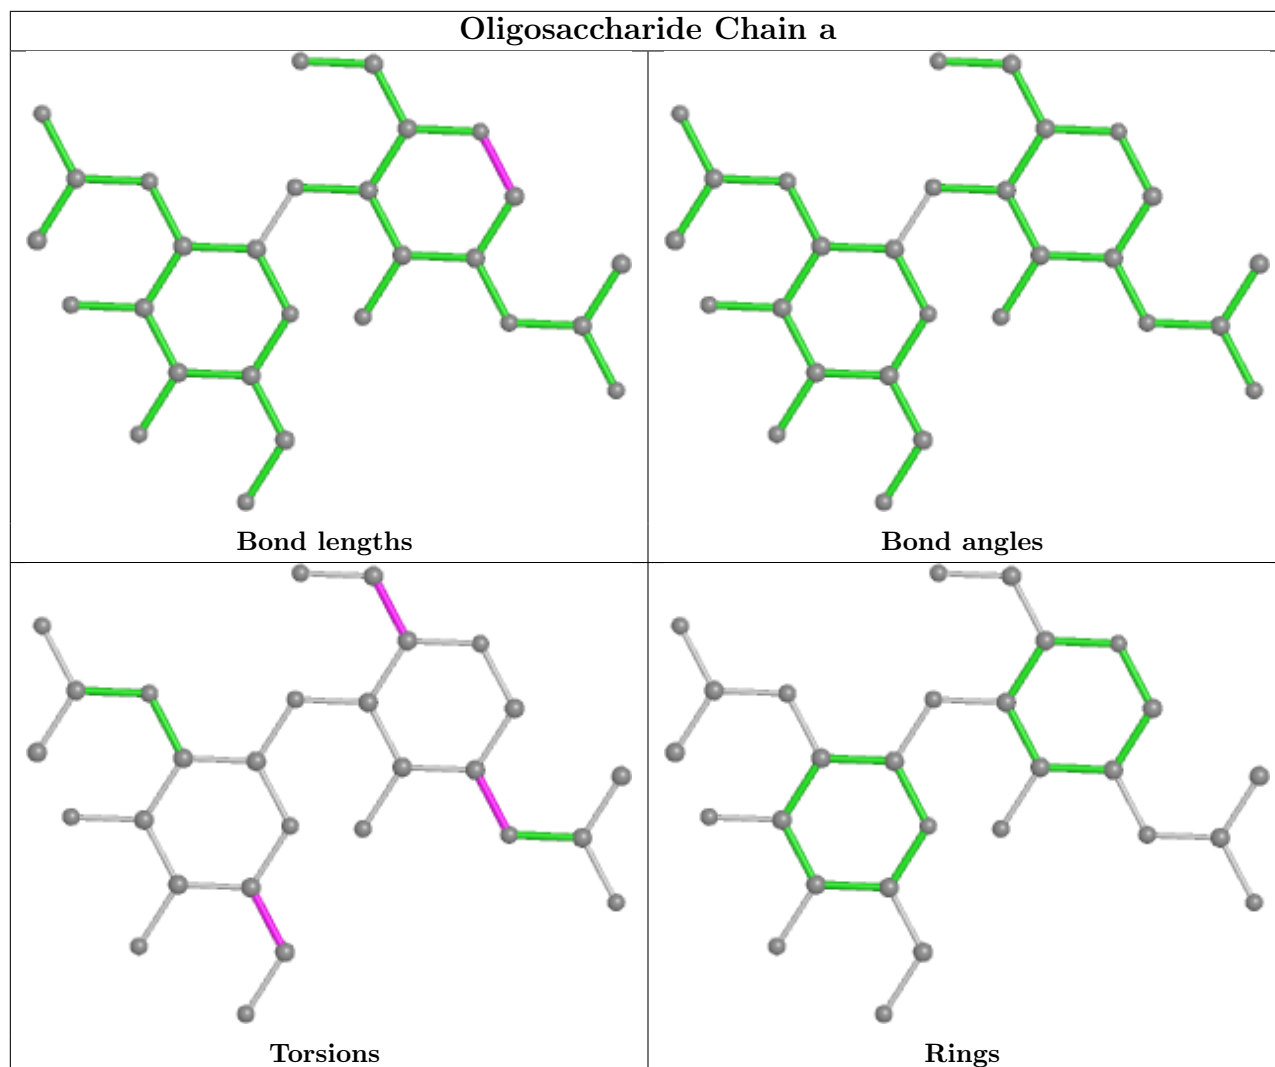 Oligosaccharide Chain a
Bond lengths
Bond angles
Torsions
Rings